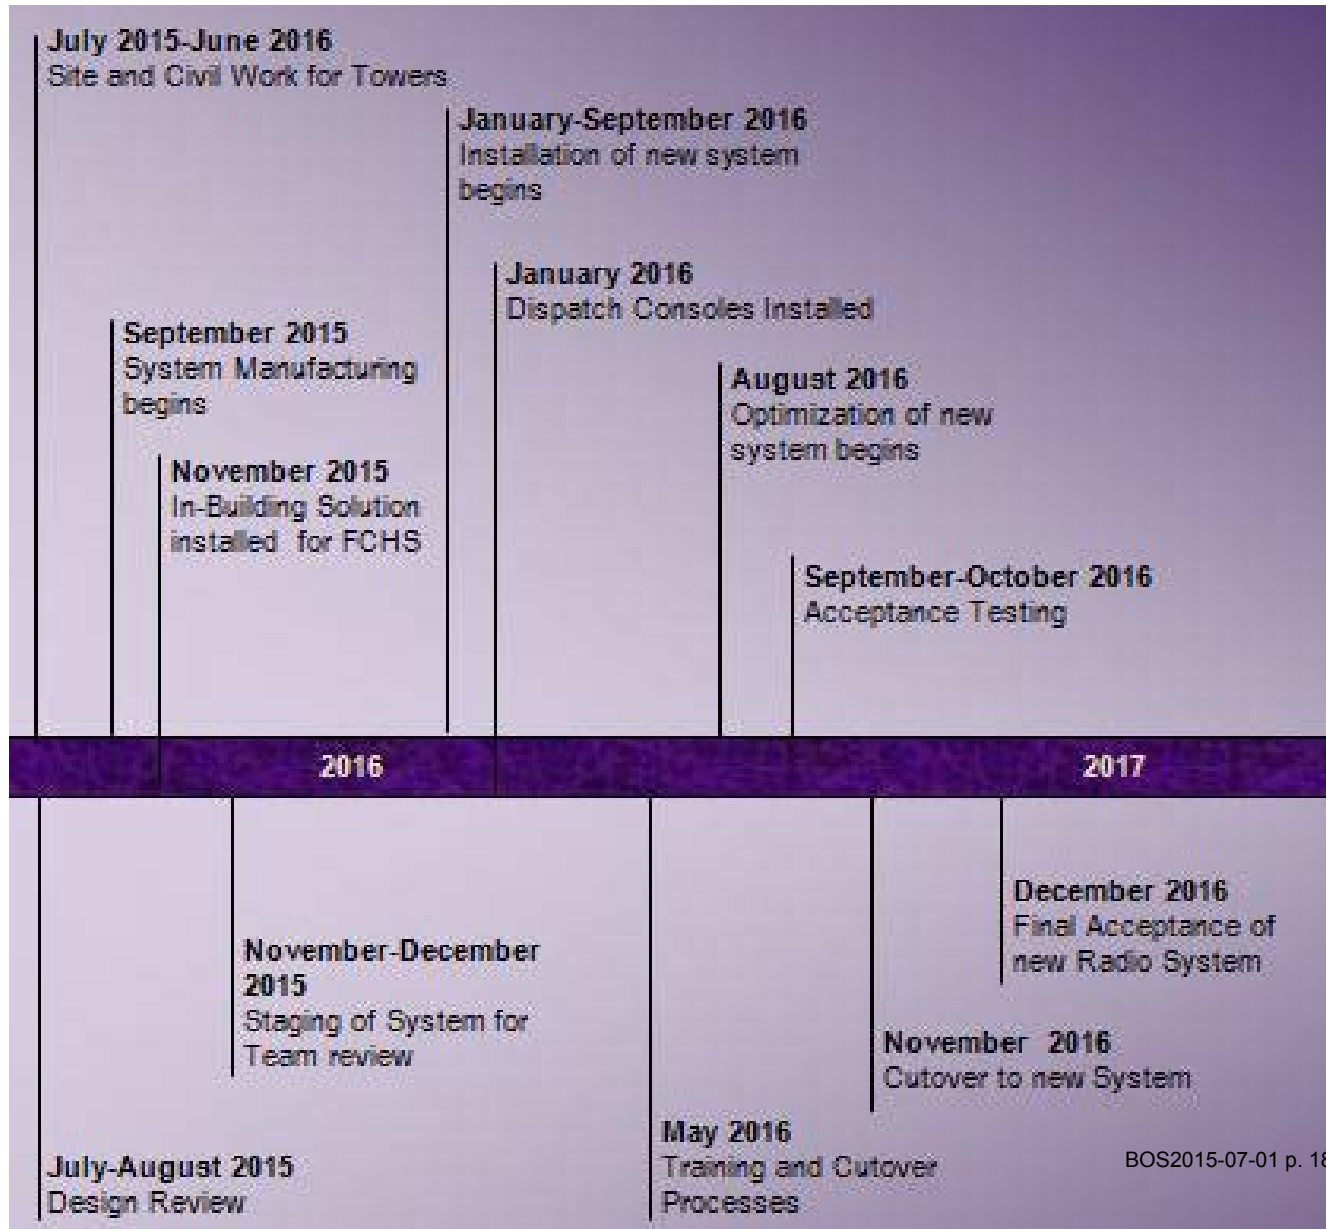 July 2015-June 2016
Site and Civil Work for Towers
January-September 2016
Installation of new system
begins
January 2016
Dispatch Consoles Installed
September 2015
System Manufacturing
begins
August 2016
Optimization of new
system begins
November 2015
In-Building Solution
installed for FCHS
September-October 2016
Acceptance Testing
2016
2017
December 2016
Final Acceptance of
new Radio System
November-December
2015
Staging of System for
Team review
November 2016
Cutover to new System
May 2016
Training and Cutover
Processes
July-August 2015
Design Review
BOS2015-07-01 p. 18